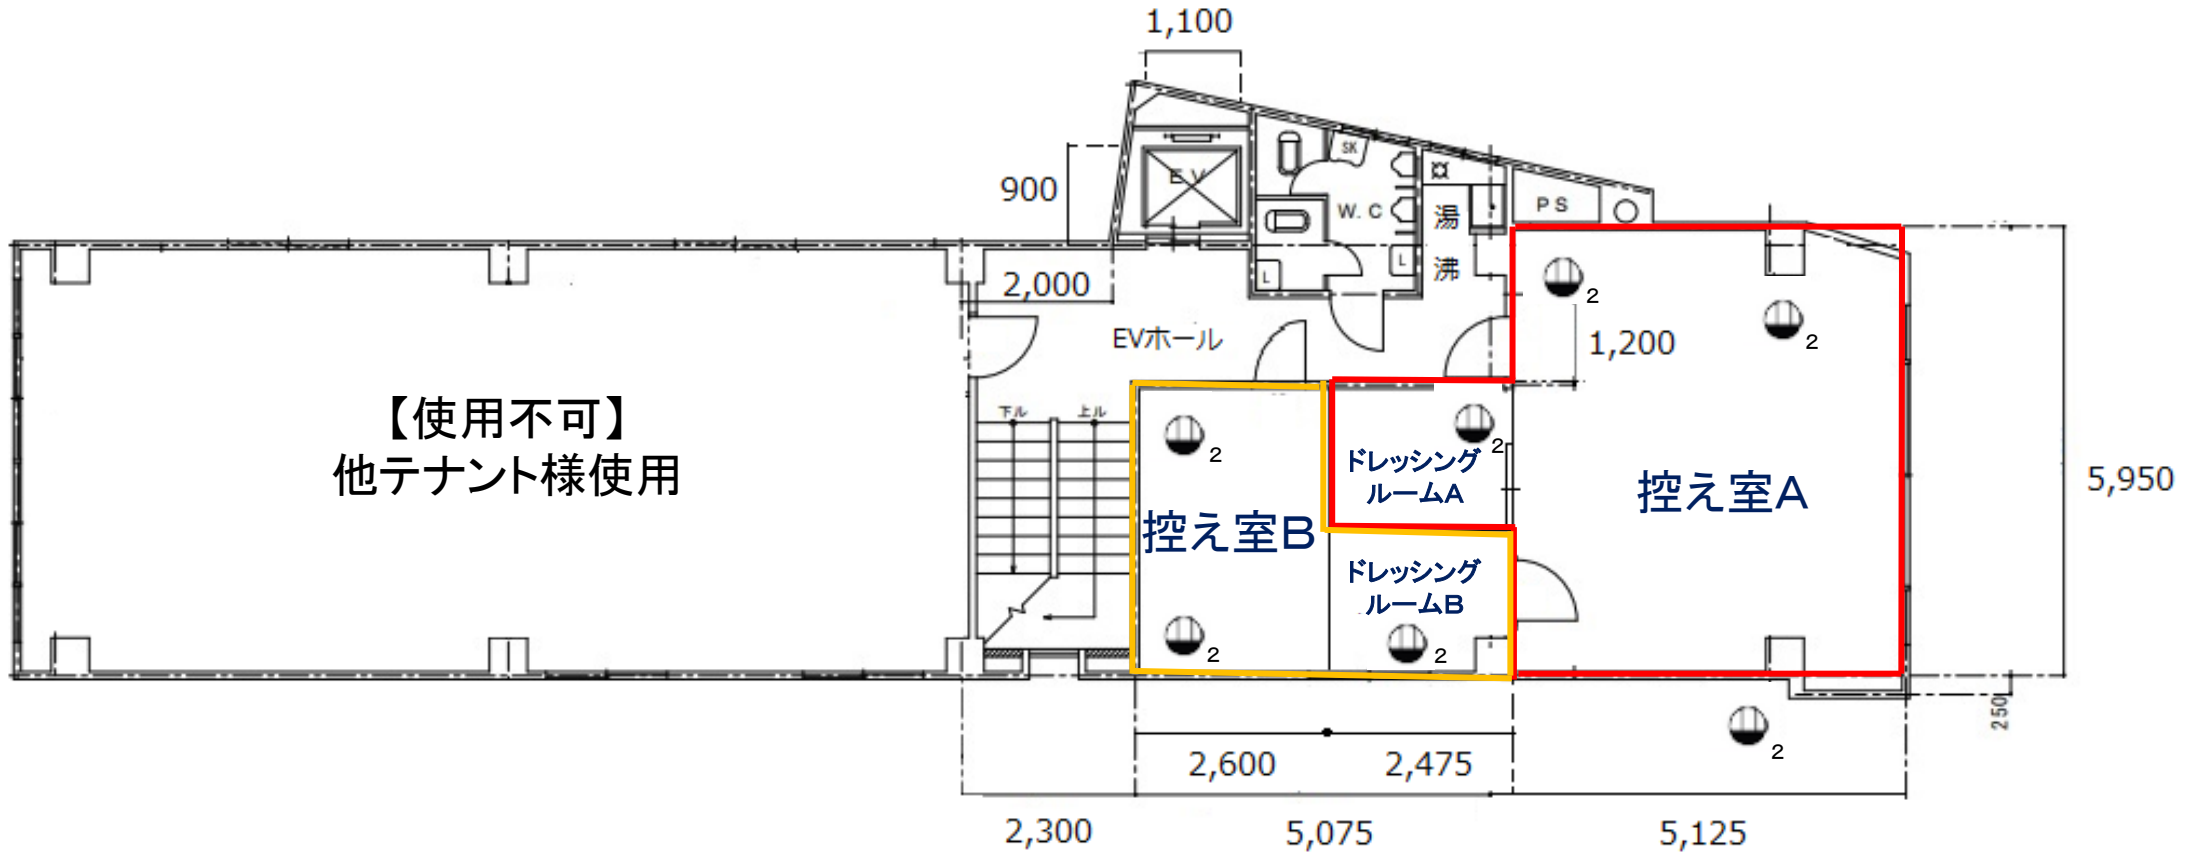 1,100
900
EV
SK
W.C
L
L
湯
沸
PS
2,000
EVホール
2
2
1,200
【使用不可】
他テナント様使用
下ル
上ル
2
2
ドレッシング
ルームA
控え室A
5,950
控え室B
ドレッシング
ルームB
2
2
250
2
2,600
2,475
2,300
5,075
5,125